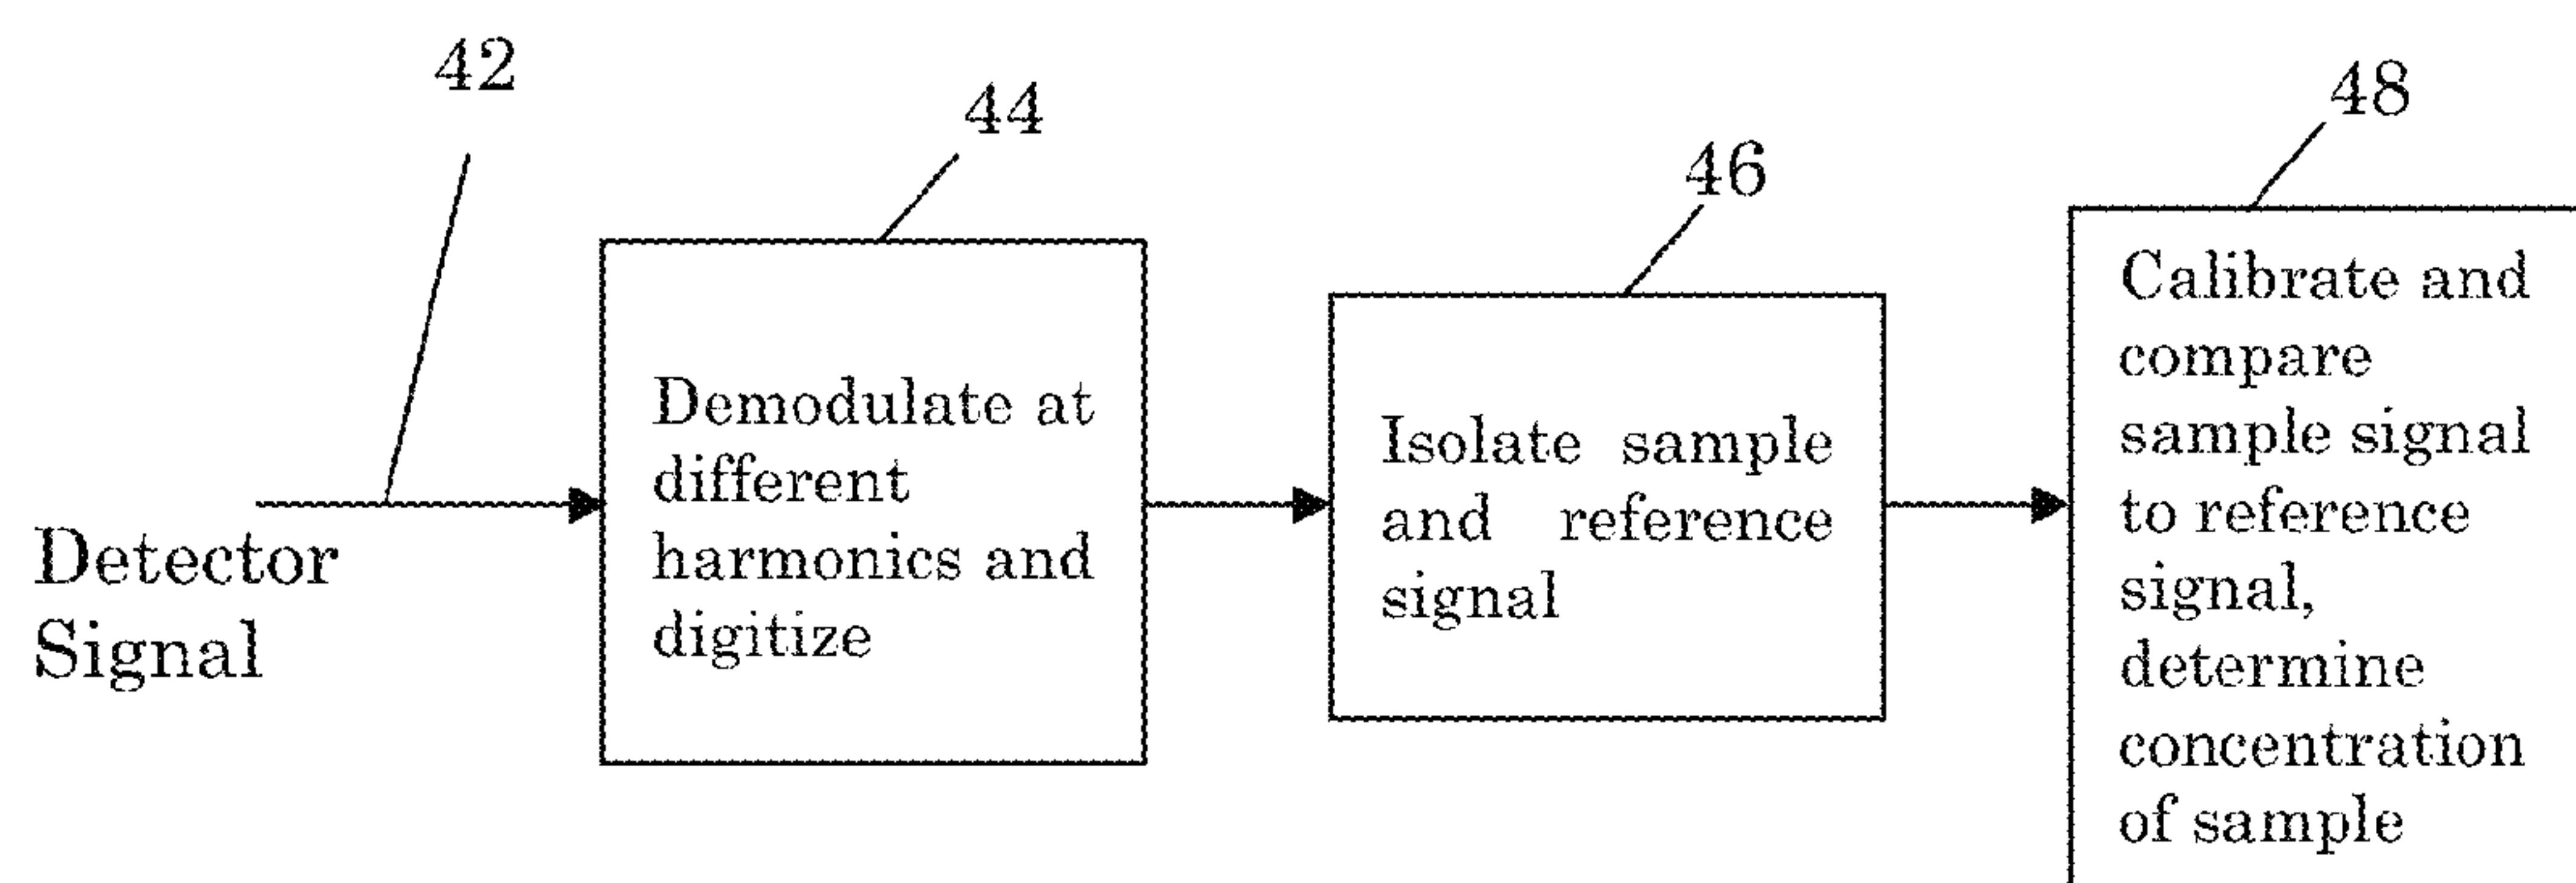 42
44
46
48
Detector
Signal
Demodulate at
different
harmonics and
digitize
Isolate sample
and reference
signal
Calibrate and
compare
sample signal
to reference
signal,
determine
concentration
of sample